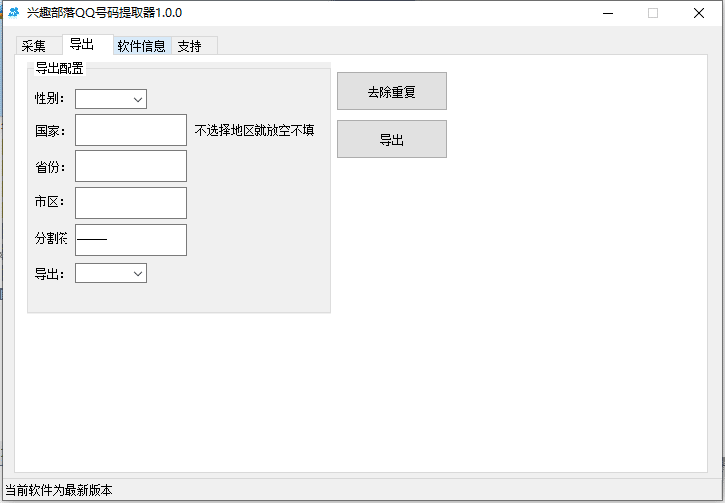 兴趣部落QQ号码提取器1.0.0
采集 导出 软件信息 支持
导出配置
性别：
国家： 不选择地区就放空不填
省份：
市区：
分割符 ——
导出：
去除重复
导出
当前软件为最新版本